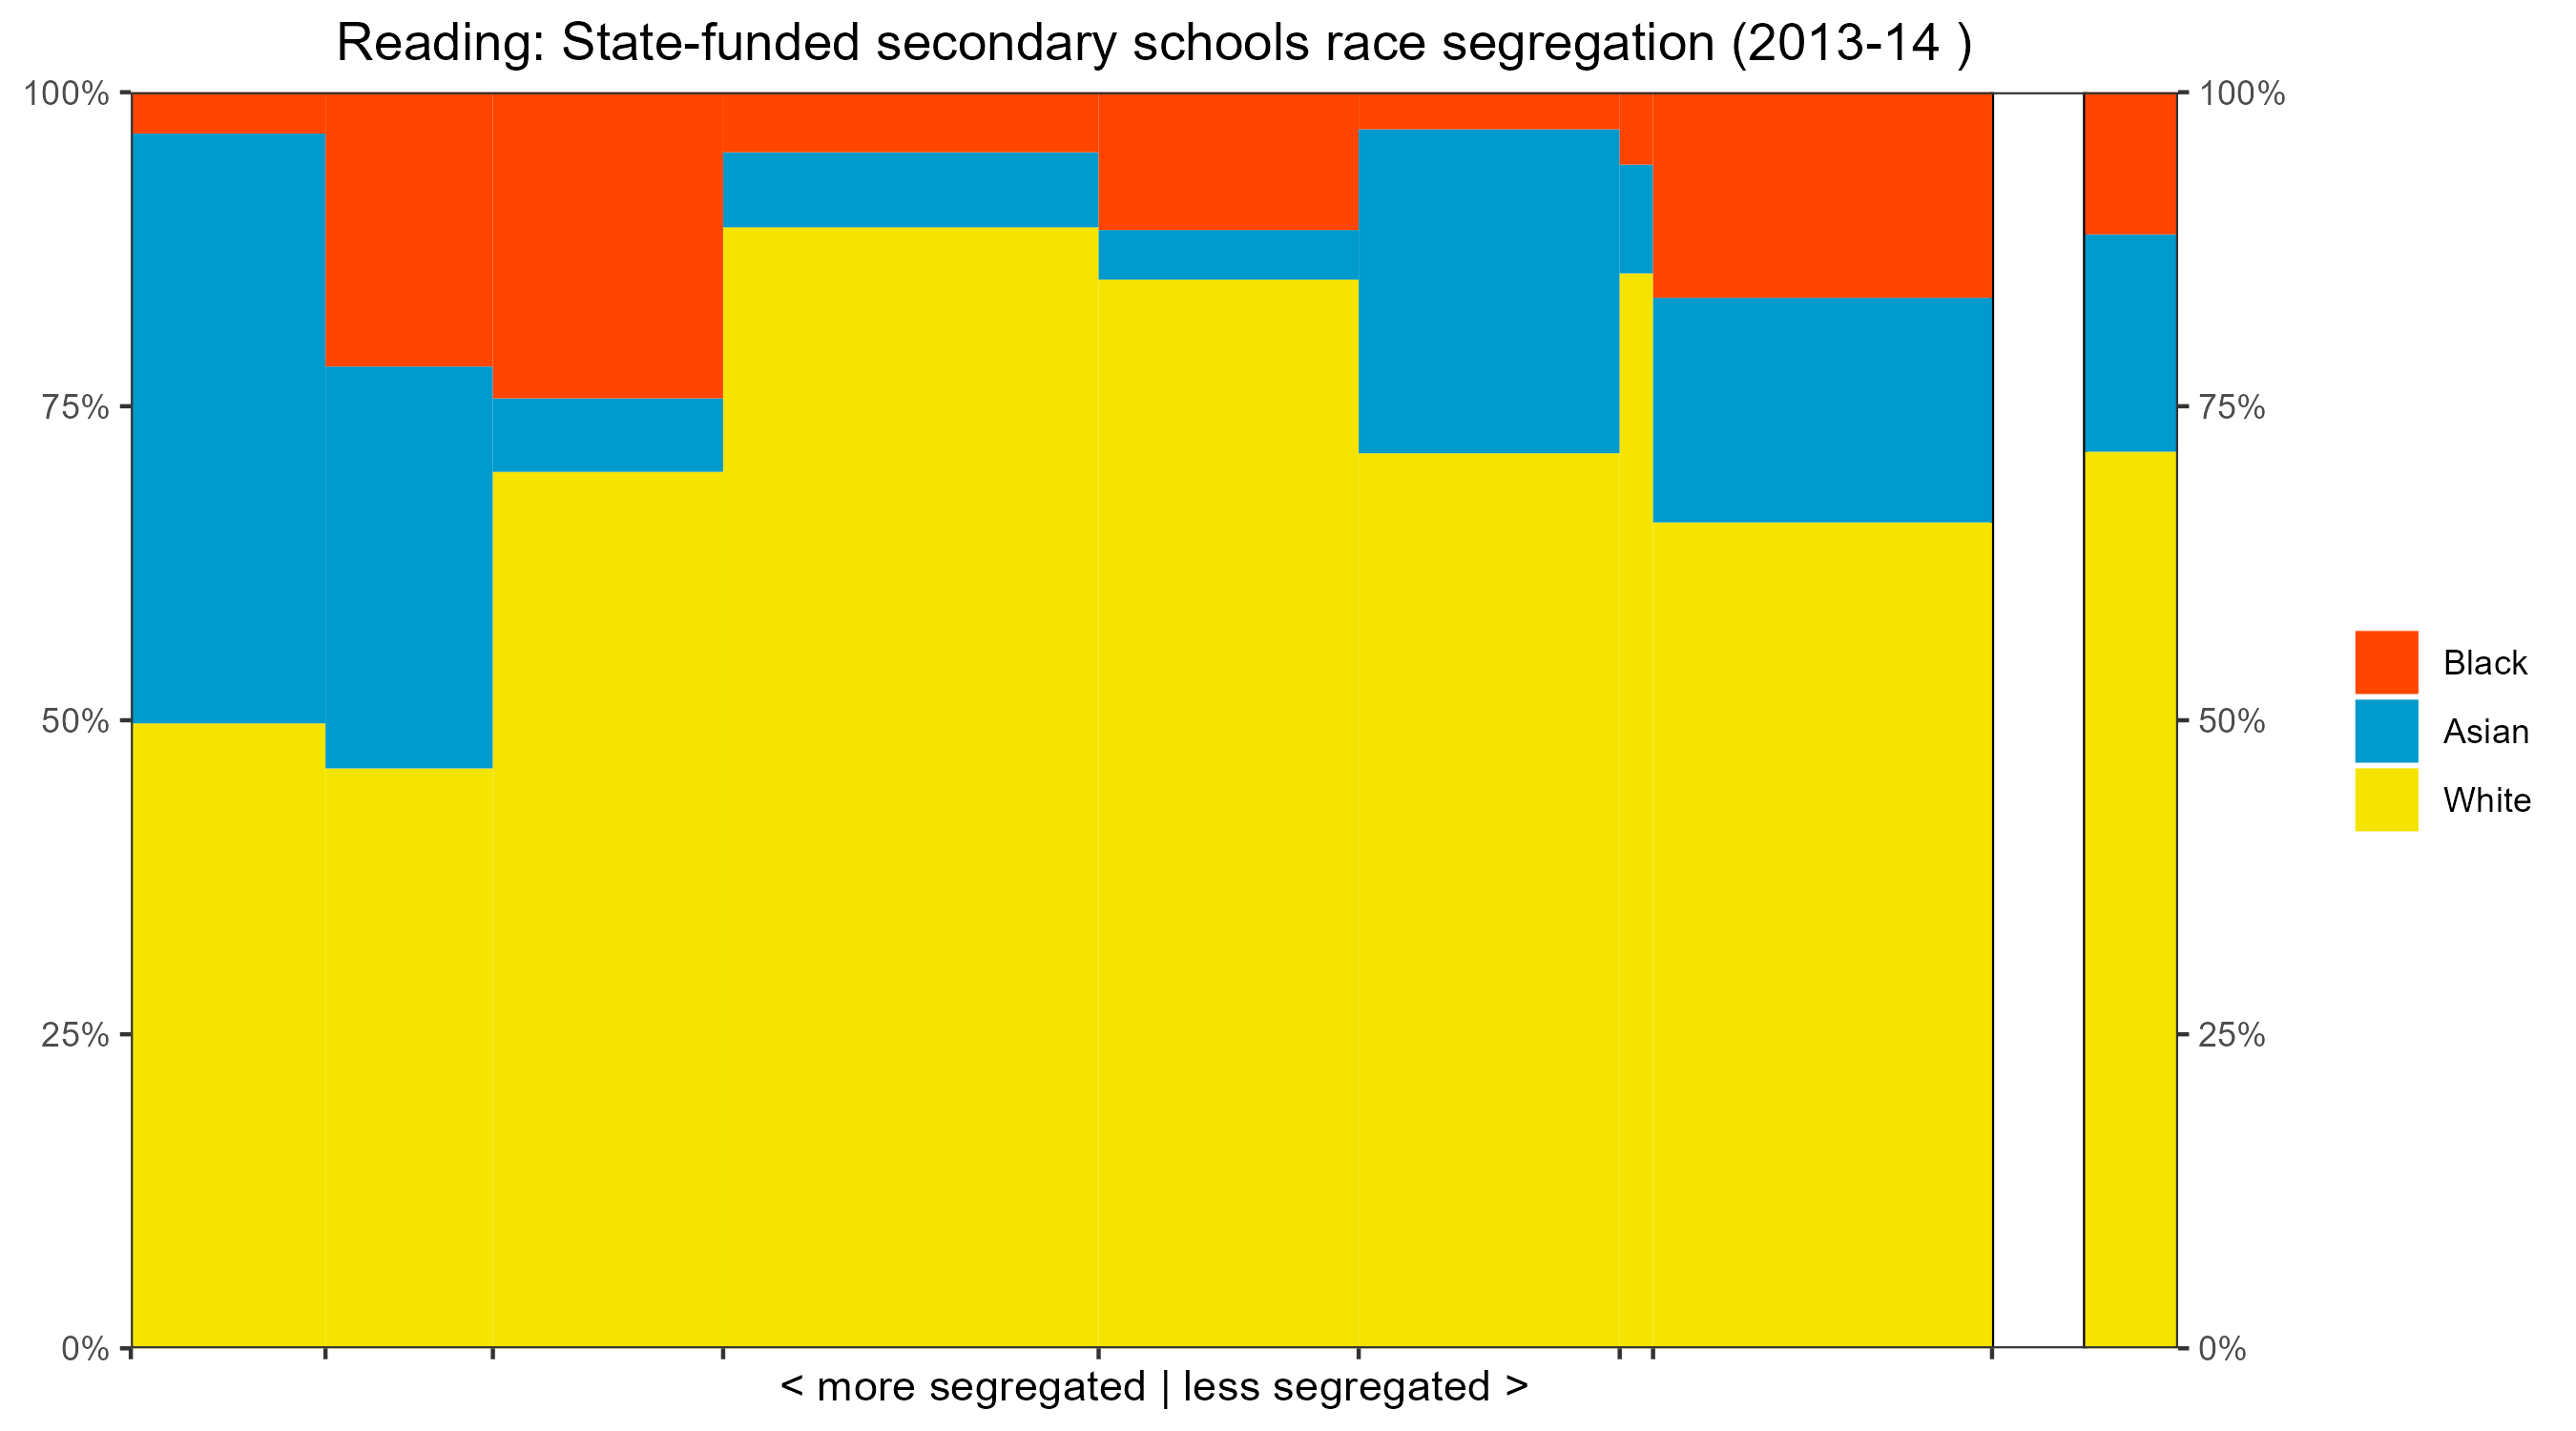 Reading: State-funded secondary schools race segregation (2013-14 )
100%
75%
50%
25%
0%
100%
75%
50%
25%
0%
Black
Asian
White
< more segregated | less segregated >